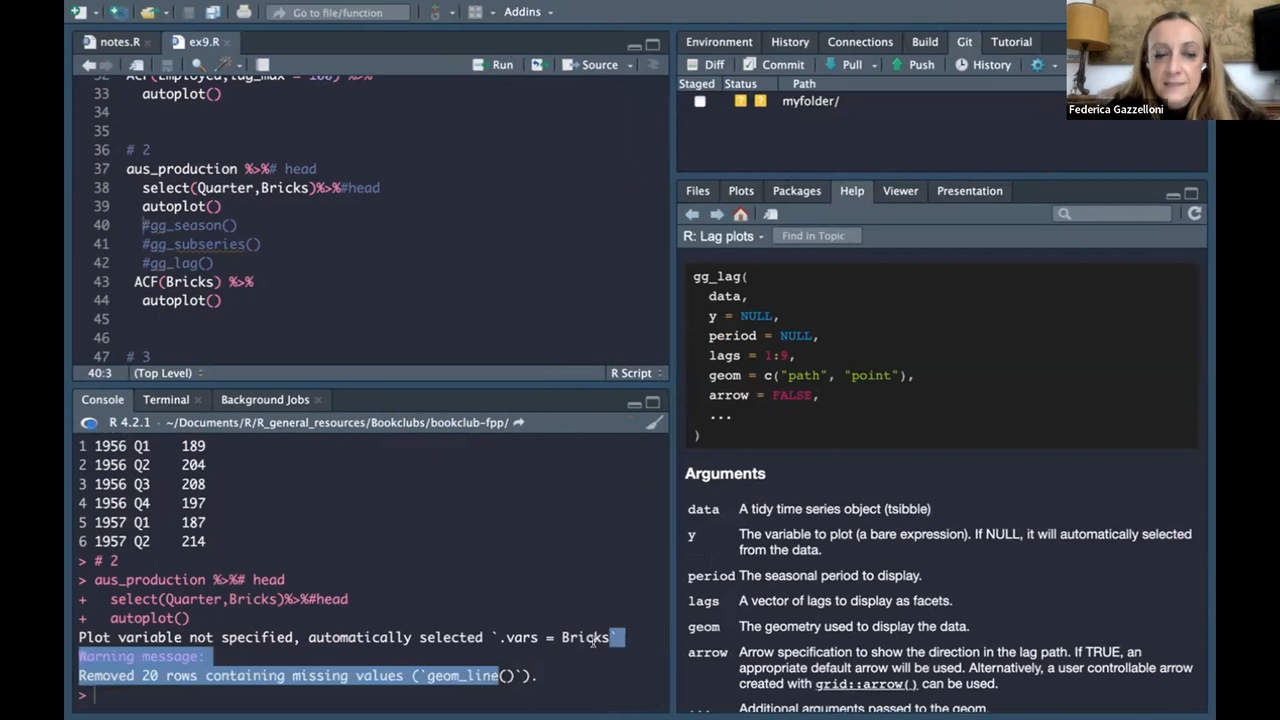 Go to file/function
Addins
notes.R
ex9.R
Run
Source
32 ACF(Employed,lag_max = 100) %>%
33 autoplot()
34
35
36 # 2
37 aus_production %>%# head
38 select(Quarter,Bricks)%>%#head
39 autoplot()
40 #gg_season()
41 #gg_subseries()
42 #gg_lag()
43 ACF(Bricks) %>%
44 autoplot()
45
46
47 # 3
40:3 (Top Level)
R Script
Console Terminal Background Jobs
R 4.2.1 · ~/Documents/R/R_general_resources/Bookclubs/bookclub-fpp/
1 1956 Q1 189
2 1956 Q2 204
3 1956 Q3 208
4 1956 Q4 197
5 1957 Q1 187
6 1957 Q2 214
> # 2
> aus_production %>%# head
+ select(Quarter,Bricks)%>%#head
+ autoplot()
Plot variable not specified, automatically selected `.vars = Bricks`
Warning message:
Removed 20 rows containing missing values (`geom_line()`).
>
Environment History Connections Build Git Tutorial
Diff Commit Pull Push History
Staged Status Path
? ? myfolder/
Federica Gazzelloni
Files Plots Packages Help Viewer Presentation
R: Lag plots Find in Topic
gg_lag(
data,
y = NULL,
period = NULL,
lags = 1:9,
geom = c("path", "point"),
arrow = FALSE,
...
)
Arguments
data A tidy time series object (tsibble)
y The variable to plot (a bare expression). If NULL, it will automatically selected
from the data.
period The seasonal period to display.
lags A vector of lags to display as facets.
geom The geometry used to display the data.
arrow Arrow specification to show the direction in the lag path. If TRUE, an
appropriate default arrow will be used. Alternatively, a user controllable arrow
created with grid::arrow() can be used.
... Additional arguments passed to the geom.